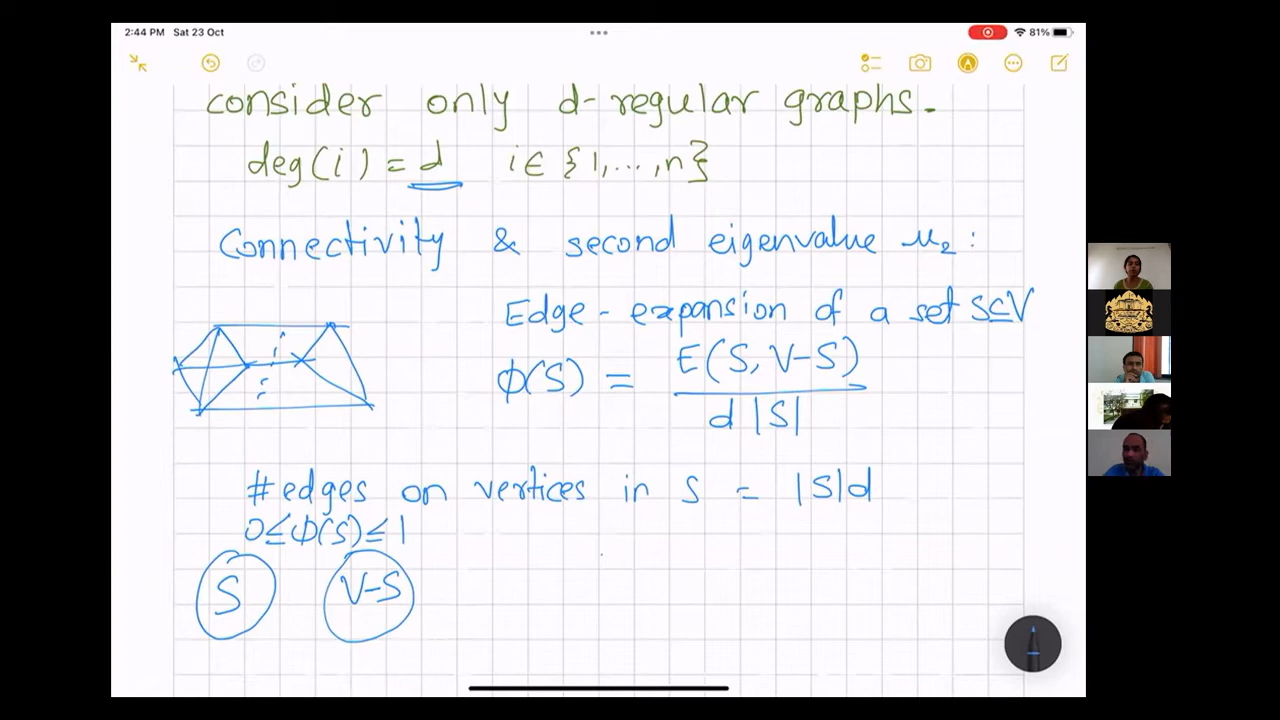 2:44 PM Sat 23 Oct
81%
consider only d-regular graphs.
deg(i) = d i ∈ {1,...,n}
Connectivity & second eigenvalue μ₂:
Edge-expansion of a set S⊆V
ϕ(S) = E(S, V-S)
d |S|
#edges on vertices in S = |S|d
0≤ϕ(S)≤1
S V-S